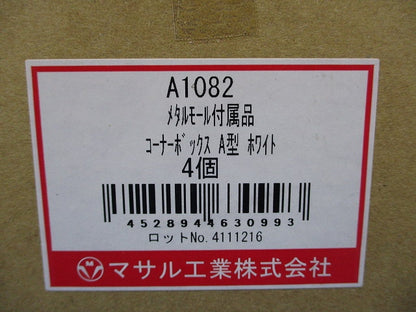 A1082
ﾒﾀﾙﾓｰﾙ付属品
ｺｰﾅｰﾎﾞｯｸｽ A型 ﾎﾜｲﾄ
4個
4528944630993
ロットNo.4111216
M マサル工業株式会社